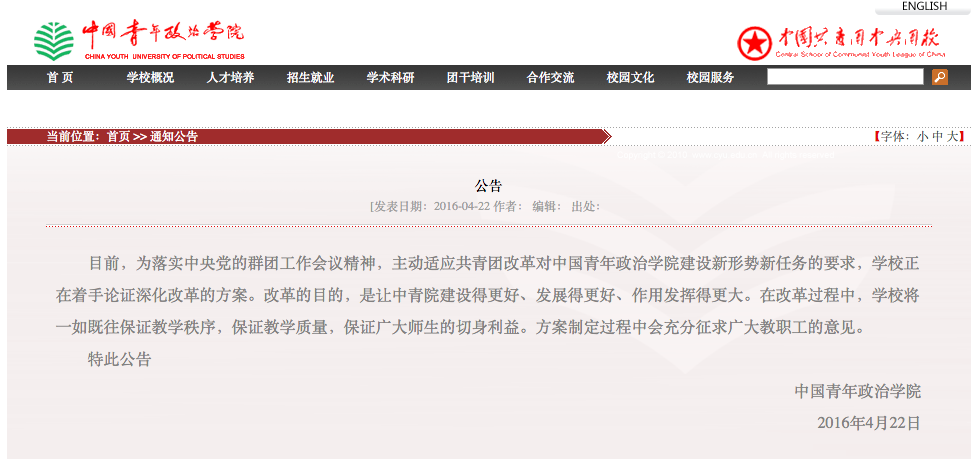 ENGLISH
中国青年政治学院
CHINA YOUTH UNIVERSITY OF POLITICAL STUDIES
中国共青团中央团校
Central School of Communist Youth League of China
首 页 学校概况 人才培养 招生就业 学术科研 团干培训 合作交流 校园文化 校园服务
当前位置：首页 >> 通知公告
【字体：小 中 大】
公告
[发表日期：2016-04-22 作者： 编辑： 出处：
目前，为落实中央党的群团工作会议精神，主动适应共青团改革对中国青年政治学院建设新形势新任务的要求，学校正
在着手论证深化改革的方案。改革的目的，是让中青院建设得更好、发展得更好、作用发挥得更大。在改革过程中，学校将
一如既往保证教学秩序，保证教学质量，保证广大师生的切身利益。方案制定过程中会充分征求广大教职工的意见。
特此公告
中国青年政治学院
2016年4月22日